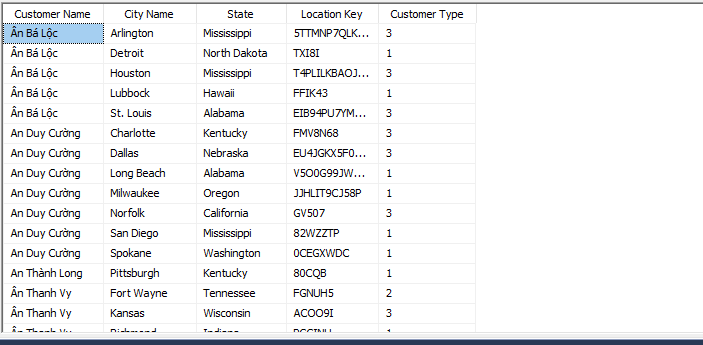 Customer Name City Name State Location Key Customer Type
Ân Bá Lộc Arlington Mississippi 5TTMNP7QLK... 3
Ân Bá Lộc Detroit North Dakota TXI8I 1
Ân Bá Lộc Houston Mississippi T4PLILKBAOJ... 3
Ân Bá Lộc Lubbock Hawaii FFIK43 1
Ân Bá Lộc St. Louis Alabama EIB94PU7YM... 3
An Duy Cường Charlotte Kentucky FMV8N68 3
An Duy Cường Dallas Nebraska EU4JGKX5F0... 3
An Duy Cường Long Beach Alabama V5O0G99JW... 1
An Duy Cường Milwaukee Oregon JJHLIT9CJ58P 1
An Duy Cường Norfolk California GV507 3
An Duy Cường San Diego Mississippi 82WZZTP 1
An Duy Cường Spokane Washington 0CEGXWDC 1
Ân Thành Long Pittsburgh Kentucky 80CQB 1
Ân Thanh Vy Fort Wayne Tennessee FGNUH5 2
Ân Thanh Vy Kansas Wisconsin ACOO9I 3
Ân Thanh Vy Richmond Indiana 1